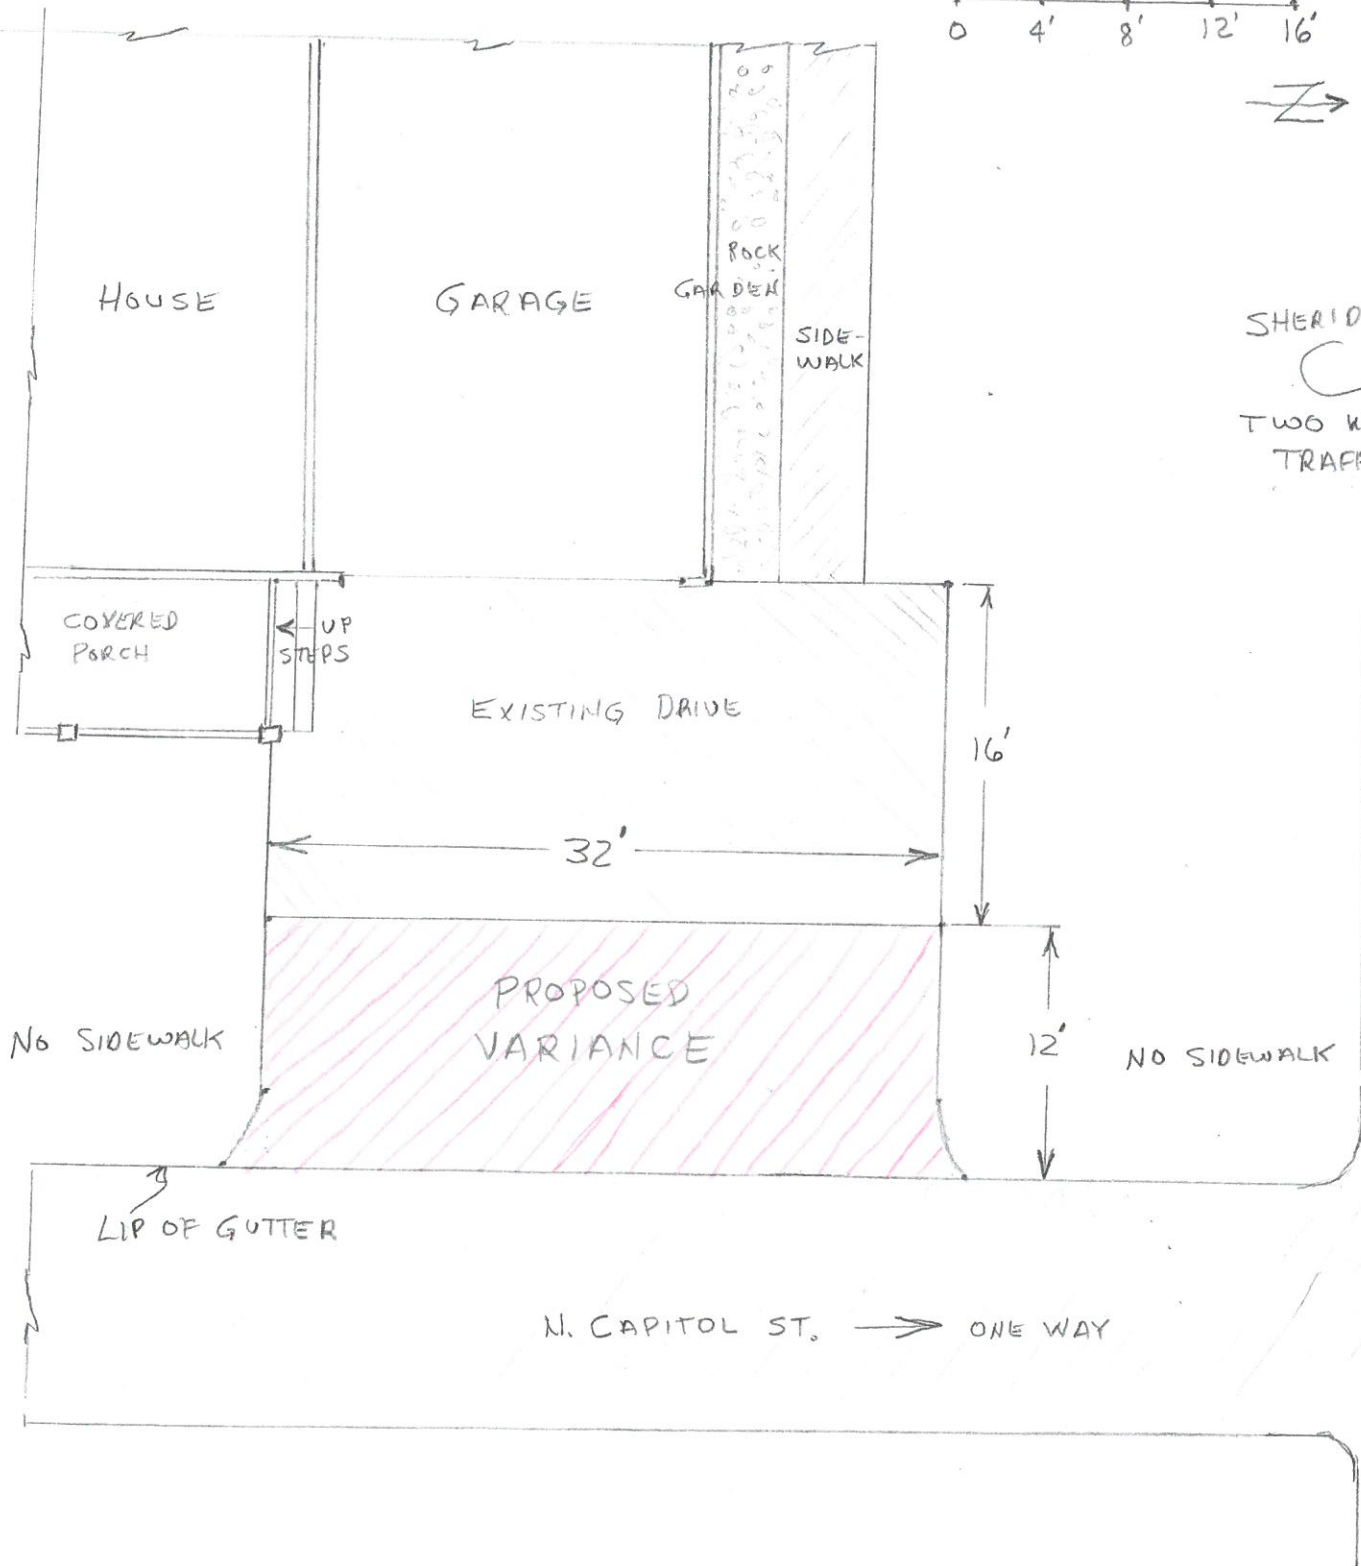 0 4' 8' 12' 16'
Z
HOUSE
GARAGE
ROCK
GARDEN
SIDE-
WALK
SHERID
C
TWO W
TRAFF
COVERED
PORCH
UP
STEPS
EXISTING DRIVE
16'
32'
PROPOSED
VARIANCE
12'
NO SIDEWALK
NO SIDEWALK
LIP OF GUTTER
N. CAPITOL ST. → ONE WAY